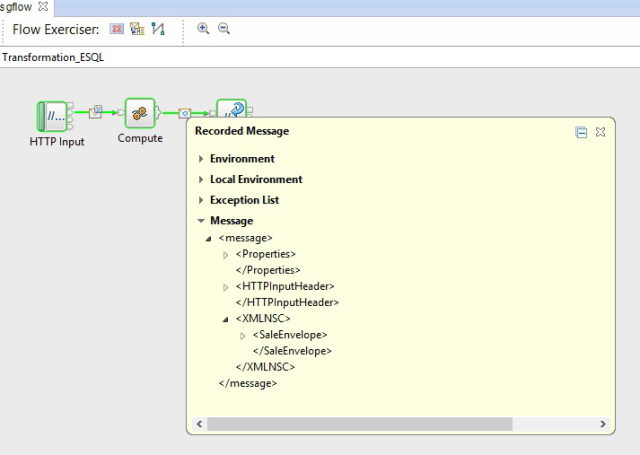 sgflow
Flow Exerciser:
Transformation_ESQL
HTTP Input
Compute
Recorded Message
Environment
Local Environment
Exception List
Message
<message>
<Properties>
</Properties>
<HTTPInputHeader>
</HTTPInputHeader>
<XMLNSC>
<SaleEnvelope>
</SaleEnvelope>
</XMLNSC>
</message>